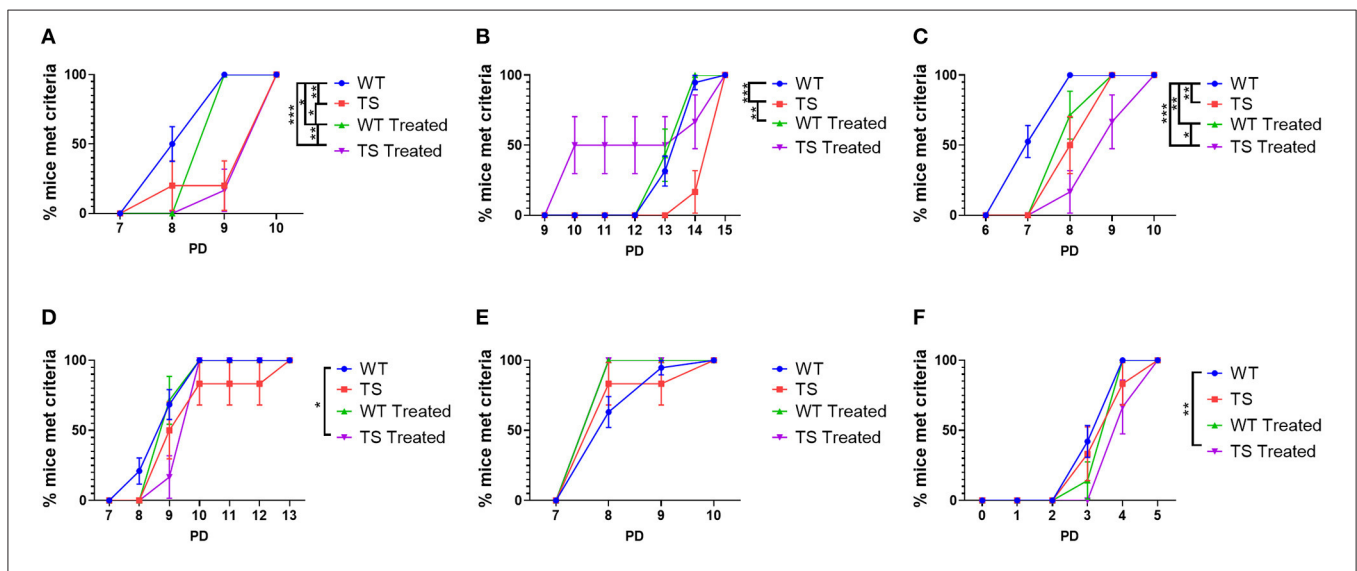 A
% mice met criteria
100
50
0
7
8
9
10
PD
WT
TS
WT Treated
TS Treated
***
*
**
*
**
B
% mice met criteria
100
50
0
9
10
11
12
13
14
15
PD
WT
TS
WT Treated
TS Treated
***
**
C
% mice met criteria
100
50
0
6
7
8
9
10
PD
WT
TS
WT Treated
TS Treated
***
**
**
*
D
% mice met criteria
100
50
0
7
8
9
10
11
12
13
PD
WT
TS
WT Treated
TS Treated
*
E
% mice met criteria
100
50
0
7
8
9
10
PD
WT
TS
WT Treated
TS Treated
F
% mice met criteria
100
50
0
0
1
2
3
4
5
PD
WT
TS
WT Treated
TS Treated
**